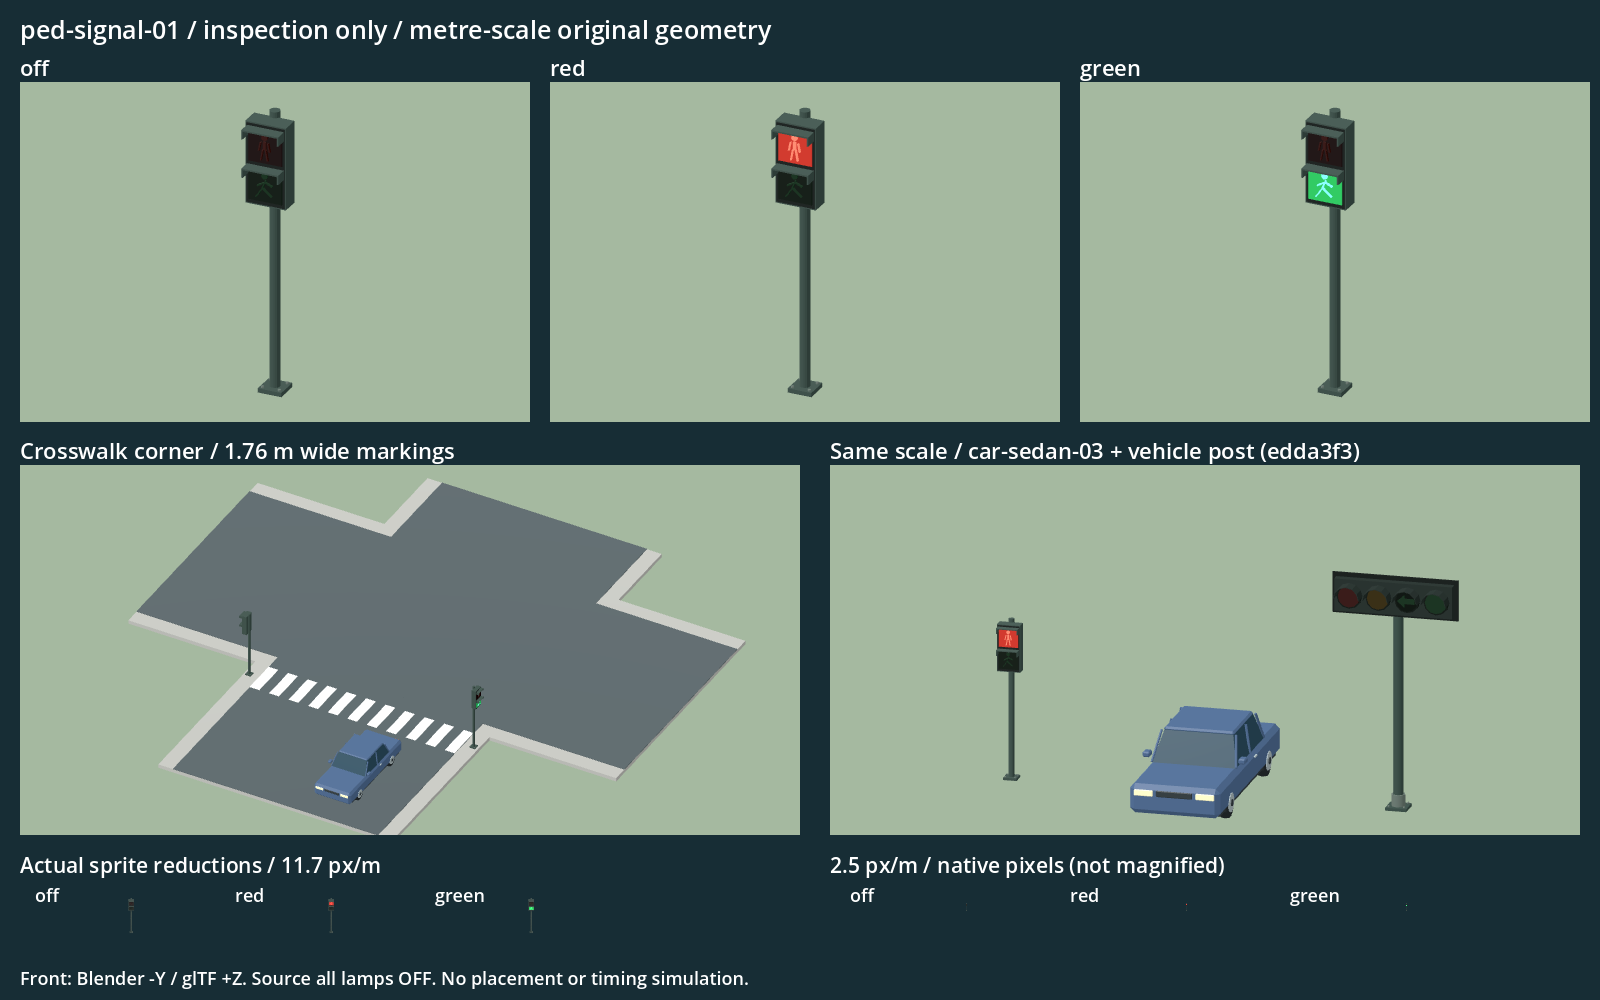 ped-signal-01 / inspection only / metre-scale original geometry
off
red
green
Crosswalk corner / 1.76 m wide markings
Same scale / car-sedan-03 + vehicle post (edda3f3)
Actual sprite reductions / 11.7 px/m
2.5 px/m / native pixels (not magnified)
off
red
green
off
red
green
Front: Blender -Y / glTF +Z. Source all lamps OFF. No placement or timing simulation.